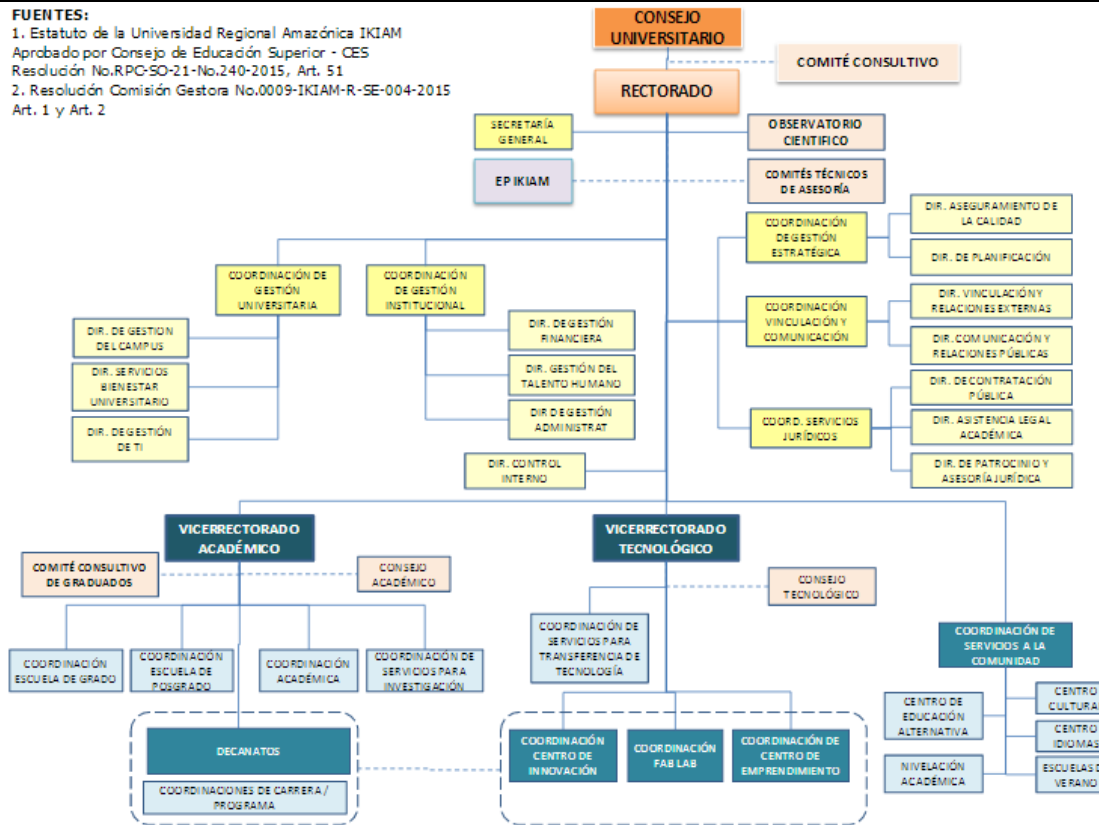 FUENTES:
1. Estatuto de la Universidad Regional Amazónica IKIAM
Aprobado por Consejo de Educación Superior - CES
Resolución No.RPC-SO-21-No.240-2015, Art. 51
2. Resolución Comisión Gestora No.0009-IKIAM-R-SE-004-2015
Art. 1 y Art. 2
CONSEJO
UNIVERSITARIO
COMITÉ CONSULTIVO
RECTORADO
SECRETARÍA
GENERAL
OBSERVATORIO
CIENTIFICO
EP IKIAM
COMITÉS TÉCNICOS
DE ASESORÍA
COORDINACIÓN
DE GESTIÓN
ESTRATÉGICA
DIR. ASEGURAMIENTO DE
LA CALIDAD
DIR. DE PLANIFICACIÓN
COORDINACIÓN DE
GESTIÓN
UNIVERSITARIA
COORDINACIÓN
DE GESTIÓN
INSTITUCIONAL
COORDINACIÓN
VINCULACIÓN Y
COMUNICACIÓN
DIR. VINCULACIÓN Y
RELACIONES EXTERNAS
DIR. COMUNICACIÓN Y
RELACIONES PÚBLICAS
DIR. DE GESTION
DEL CAMPUS
DIR. SERVICIOS
BIENESTAR
UNIVERSITARIO
DIR. DE GESTIÓN
DE TI
DIR. DE GESTIÓN
FINANCIERA
DIR. GESTIÓN DEL
TALENTO HUMANO
DIR DE GESTIÓN
ADMINISTRAT
COORD. SERVICIOS
JURÍDICOS
DIR. DE CONTRATACIÓN
PÚBLICA
DIR. ASISTENCIA LEGAL
ACADÉMICA
DIR. DE PATROCINIO Y
ASESORÍA JURÍDICA
DIR. CONTROL
INTERNO
VICERRECTORADO
ACADÉMICO
VICERRECTORADO
TECNOLÓGICO
COMITÉ CONSULTIVO
DE GRADUADOS
CONSEJO
ACADÉMICO
CONSEJO
TECNOLÓGICO
COORDINACIÓN
ESCUELA DE GRADO
COORDINACIÓN
ESCUELA DE
POSGRADO
COORDINACIÓN
ACADÉMICA
COORDINACIÓN DE
SERVICIOS PARA
INVESTIGACIÓN
COORDINACIÓN DE
SERVICIOS PARA
TRANSFERENCIA DE
TECNOLOGÍA
COORDINACIÓN DE
SERVICIOS A LA
COMUNIDAD
CENTRO DE
EDUCACIÓN
ALTERNATIVA
CENTRO
CULTURAL
CENTRO
IDIOMAS
NIVELACIÓN
ACADÉMICA
ESCUELAS DE
VERANO
DECANATOS
COORDINACIONES DE CARRERA /
PROGRAMA
COORDINACIÓN
CENTRO DE
INNOVACIÓN
COORDINACIÓN
FAB LAB
COORDINACIÓN DE
CENTRO DE
EMPRENDIMIENTO